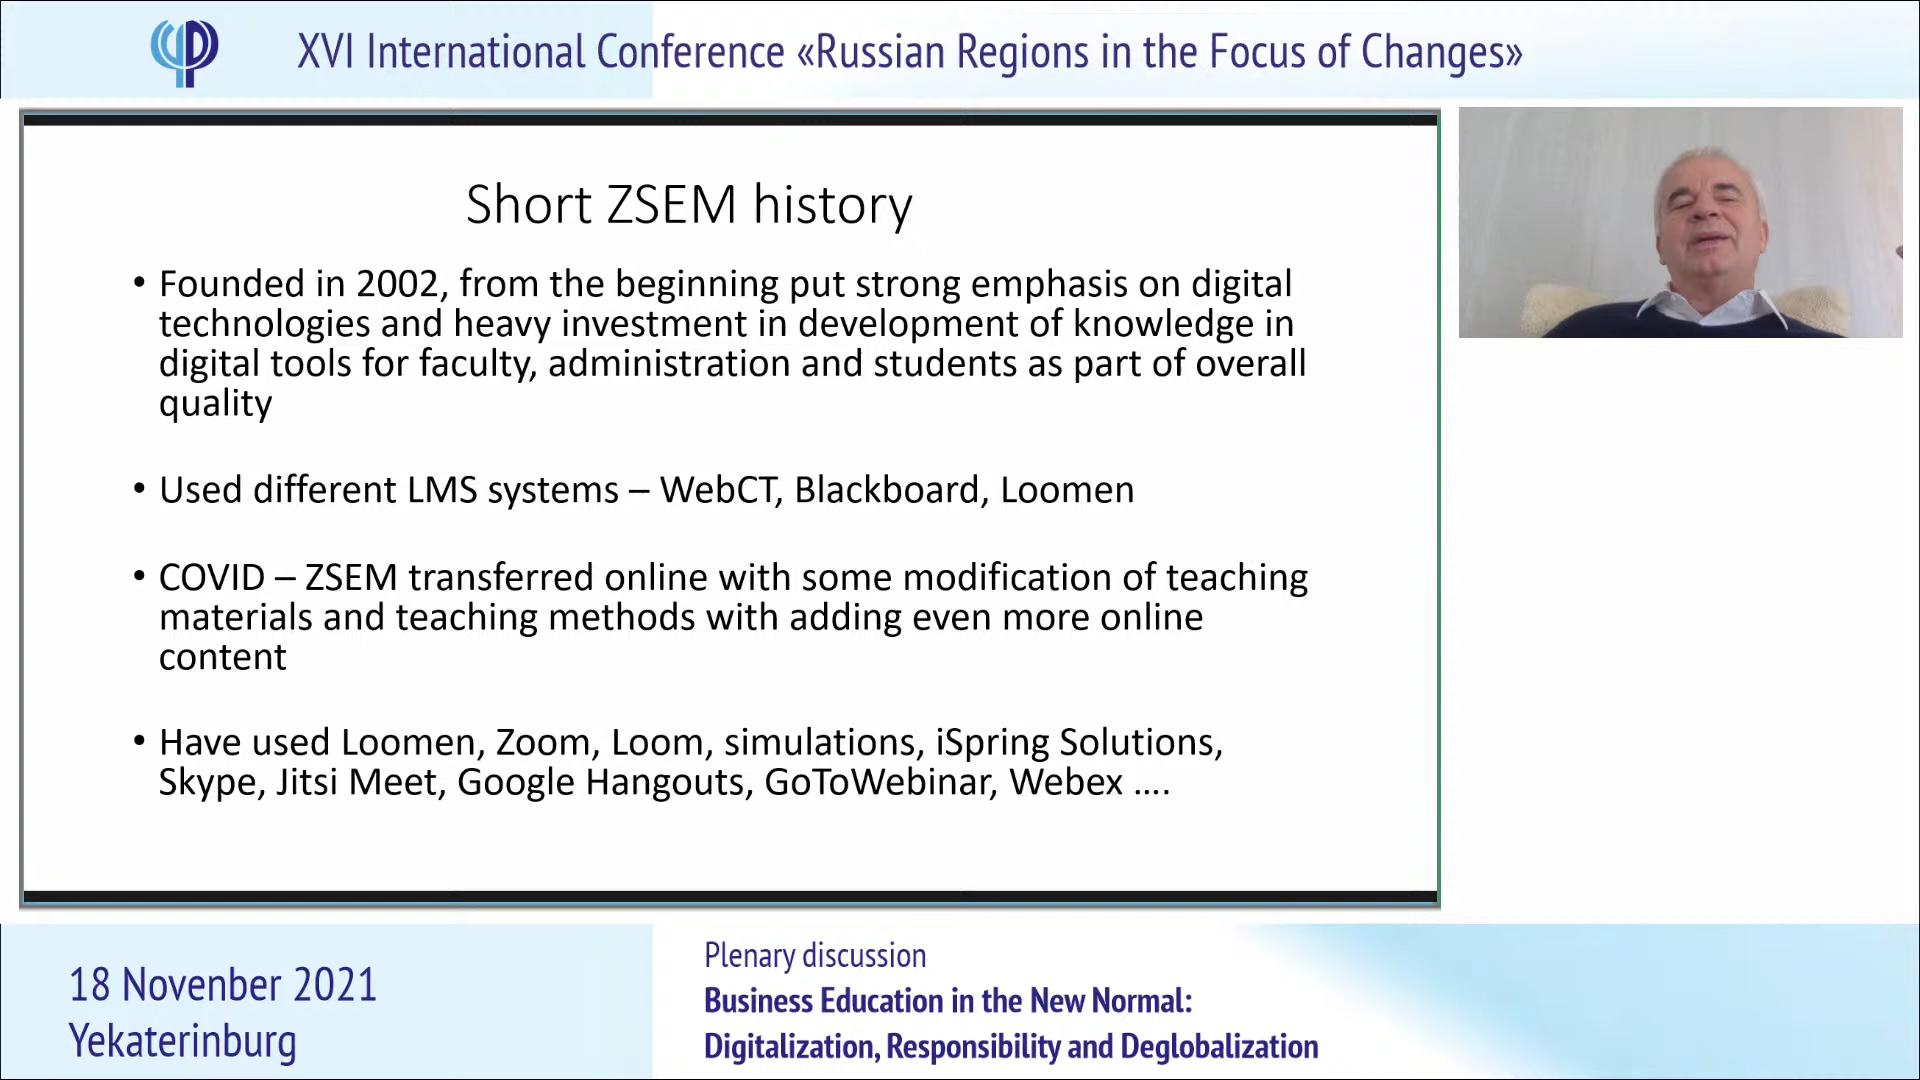 XVI International Conference «Russian Regions in the Focus of Changes»
Short ZSEM history
• Founded in 2002, from the beginning put strong emphasis on digital
technologies and heavy investment in development of knowledge in
digital tools for faculty, administration and students as part of overall
quality
• Used different LMS systems – WebCT, Blackboard, Loomen
• COVID – ZSEM transferred online with some modification of teaching
materials and teaching methods with adding even more online
content
• Have used Loomen, Zoom, Loom, simulations, iSpring Solutions,
Skype, Jitsi Meet, Google Hangouts, GoToWebinar, Webex ....
18 Novenber 2021
Yekaterinburg
Plenary discussion
Business Education in the New Normal:
Digitalization, Responsibility and Deglobalization